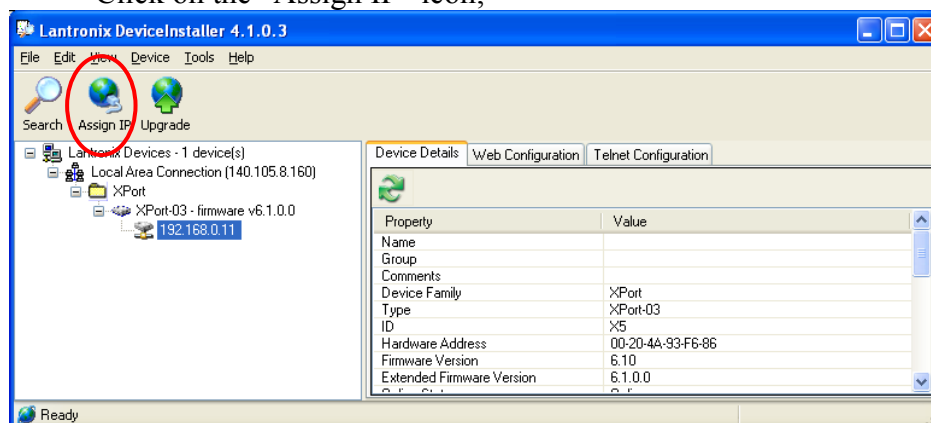 Click on the "Assign IP" icon;
Lantronix DeviceInstaller 4.1.0.3
File Edit View Device Tools Help
Search Assign IP Upgrade
Lantronix Devices - 1 device(s)
Local Area Connection (140.105.8.160)
XPort
XPort-03 - firmware v6.1.0.0
192.168.0.11
Device Details Web Configuration Telnet Configuration
Property Value
Name
Group
Comments
Device Family XPort
Type XPort-03
ID X5
Hardware Address 00-20-4A-93-F6-86
Firmware Version 6.10
Extended Firmware Version 6.1.0.0
Ready